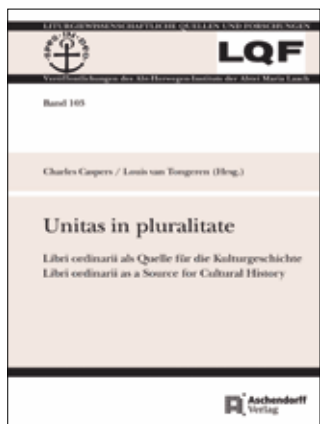 LITURGIEWISSENSCHAFTLICHE QUELLEN UND FORSCHUNGEN
LQF
Veröffentlichungen des Abt-Herwegen-Instituts der Abtei Maria Laach
Band 105
Charles Caspers / Louis van Tongeren (Hrsg.)
Unitas in pluralitate
Libri ordinarii als Quelle für die Kulturgeschichte
Libri ordinarii as a Source for Cultural History
Aschendorff
Verlag